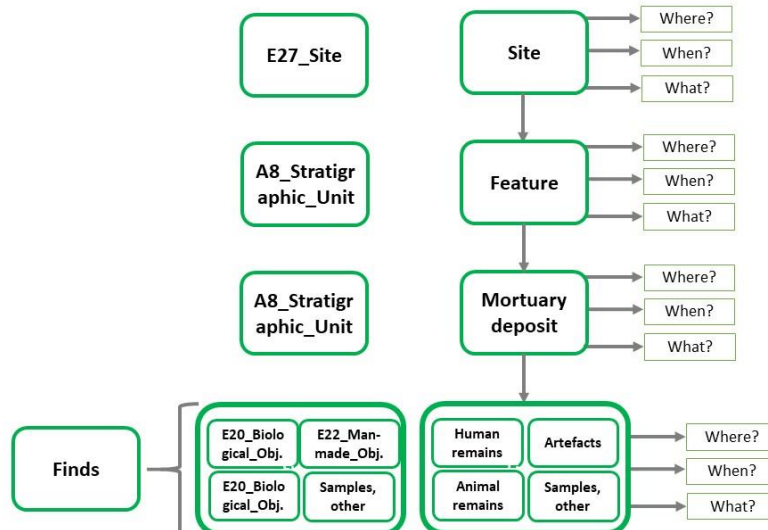 E27_Site
Site
Where?
When?
What?
A8_Stratigr
aphic_Unit
Feature
Where?
When?
What?
A8_Stratigr
aphic_Unit
Mortuary
deposit
Where?
When?
What?
Finds
E20_Biolo
gical_Obj.
E22_Man-
made_Obj.
E20_Biolo
gical_Obj.
Samples,
other
Human
remains
Artefacts
Animal
remains
Samples,
other
Where?
When?
What?